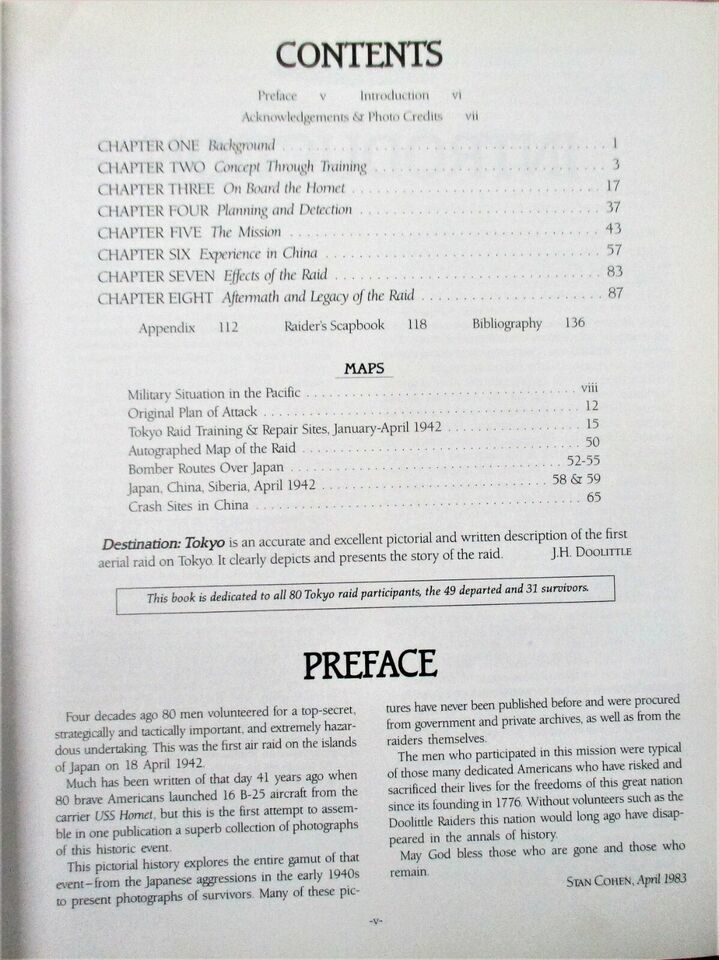 CONTENTS
Preface v Introduction vi
Acknowledgements & Photo Credits vii
CHAPTER ONE Background . . . . . . . . . . . . . . . . . . . . . . . . . . . . . . . . . . . . . . . . . . 1
CHAPTER TWO Concept Through Training . . . . . . . . . . . . . . . . . . . . . . . . . . . . . . 3
CHAPTER THREE On Board the Hornet . . . . . . . . . . . . . . . . . . . . . . . . . . . . . . . . 17
CHAPTER FOUR Planning and Detection . . . . . . . . . . . . . . . . . . . . . . . . . . . . . . . 37
CHAPTER FIVE The Mission . . . . . . . . . . . . . . . . . . . . . . . . . . . . . . . . . . . . . . . . 43
CHAPTER SIX Experience in China . . . . . . . . . . . . . . . . . . . . . . . . . . . . . . . . . . . 57
CHAPTER SEVEN Effects of the Raid . . . . . . . . . . . . . . . . . . . . . . . . . . . . . . . . . . 83
CHAPTER EIGHT Aftermath and Legacy of the Raid . . . . . . . . . . . . . . . . . . . . . . . 87
Appendix 112 Raider's Scapbook 118 Bibliography 136
MAPS
Military Situation in the Pacific . . . . . . . . . . . . . . . . . . . . . . . . . . . . . . . . . . viii
Original Plan of Attack . . . . . . . . . . . . . . . . . . . . . . . . . . . . . . . . . . . . . . . . 12
Tokyo Raid Training & Repair Sites, January-April 1942 . . . . . . . . . . . . . . . . . 15
Autographed Map of the Raid . . . . . . . . . . . . . . . . . . . . . . . . . . . . . . . . . . . 50
Bomber Routes Over Japan . . . . . . . . . . . . . . . . . . . . . . . . . . . . . . . . . . 52-55
Japan, China, Siberia, April 1942 . . . . . . . . . . . . . . . . . . . . . . . . . . . . . 58 & 59
Crash Sites in China . . . . . . . . . . . . . . . . . . . . . . . . . . . . . . . . . . . . . . . . . 65
Destination: Tokyo is an accurate and excellent pictorial and written description of the first
aerial raid on Tokyo. It clearly depicts and presents the story of the raid. J.H. DOOLITTLE
This book is dedicated to all 80 Tokyo raid participants, the 49 departed and 31 survivors.
PREFACE
Four decades ago 80 men volunteered for a top-secret,
strategically and tactically important, and extremely hazar-
dous undertaking. This was the first air raid on the islands
of Japan on 18 April 1942.
Much has been written of that day 41 years ago when
80 brave Americans launched 16 B-25 aircraft from the
carrier USS Hornet, but this is the first attempt to assem-
ble in one publication a superb collection of photographs
of this historic event.
This pictorial history explores the entire gamut of that
event–from the Japanese aggressions in the early 1940s
to present photographs of survivors. Many of these pic-
tures have never been published before and were procured
from government and private archives, as well as from the
raiders themselves.
The men who participated in this mission were typical
of those many dedicated Americans who have risked and
sacrificed their lives for the freedoms of this great nation
since its founding in 1776. Without volunteers such as the
Doolittle Raiders this nation would long ago have disap-
peared in the annals of history.
May God bless those who are gone and those who
remain.
STAN COHEN, April 1983
-v-